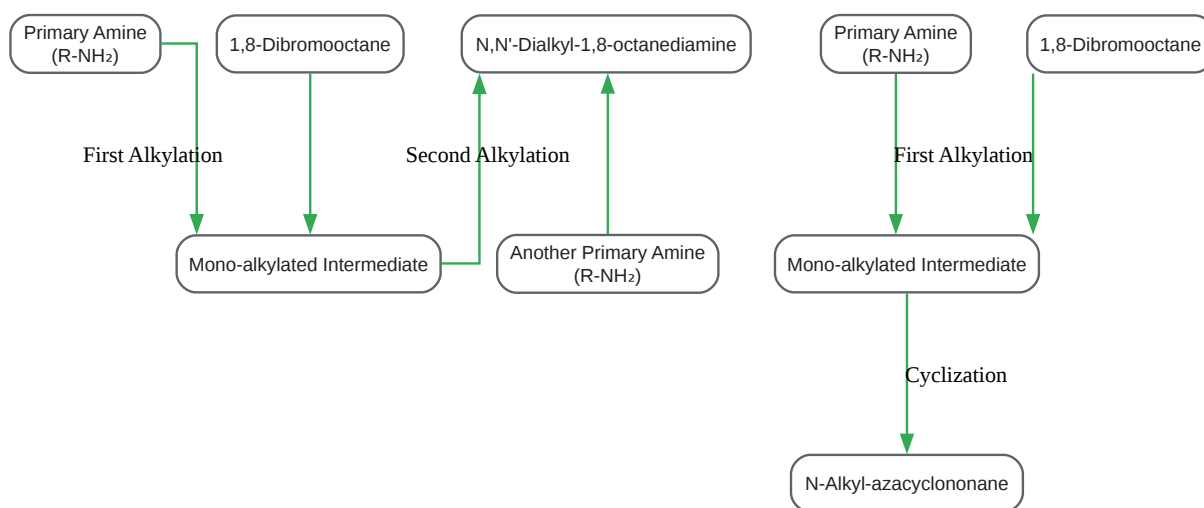 Primary Amine
(R-NH₂)
1,8-Dibromooctane
N,N'-Dialkyl-1,8-octanediamine
Primary Amine
(R-NH₂)
1,8-Dibromooctane
First Alkylation
Second Alkylation
First Alkylation
Mono-alkylated Intermediate
Another Primary Amine
(R-NH₂)
Mono-alkylated Intermediate
Cyclization
N-Alkyl-azacyclononane